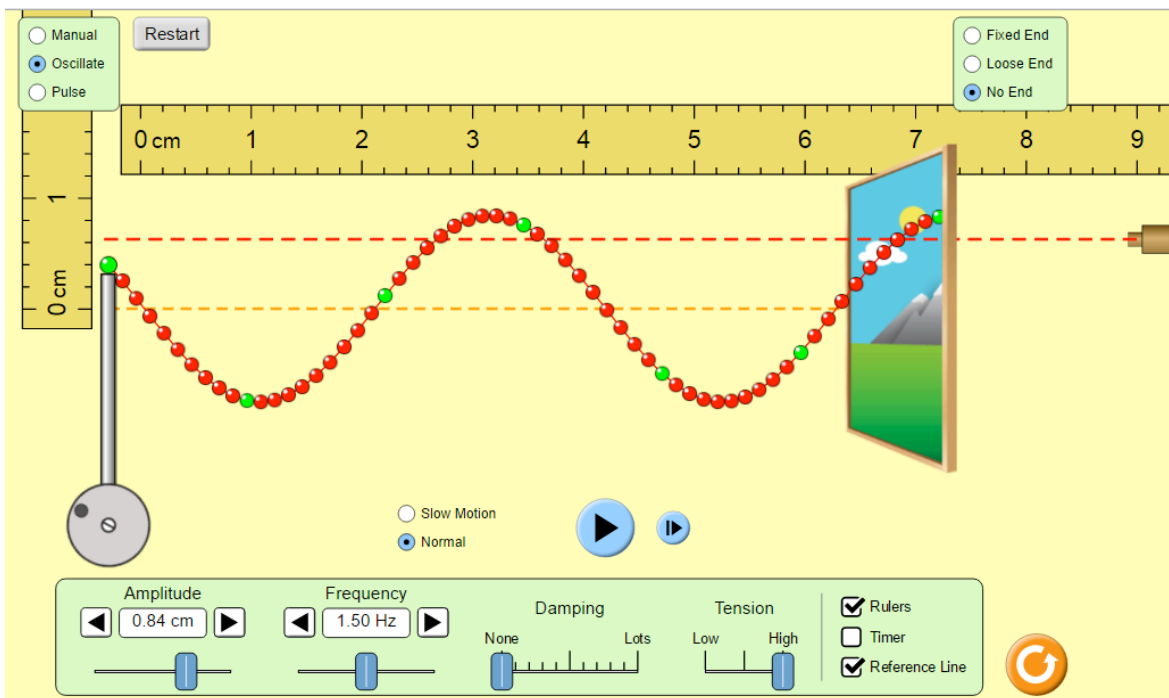 Manual
Oscillate
Pulse
Restart
Fixed End
Loose End
No End
0 cm 1 2 3 4 5 6 7 8 9
1
0 cm
Slow Motion
Normal
Amplitude
0.84 cm
Frequency
1.50 Hz
Damping
None Lots
Tension
Low High
Rulers
Timer
Reference Line